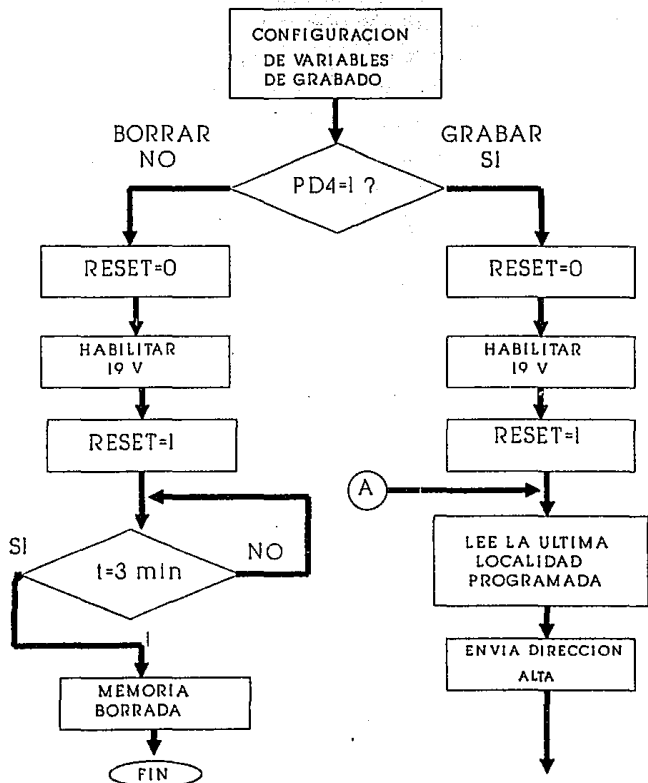 CONFIGURACION
DE VARIABLES
DE GRABADO
BORRAR
NO
GRABAR
SI
PD4=1 ?
RESET=0
HABILITAR
19 V
RESET=1
SI
t=3 min
NO
MEMORIA
BORRADA
FIN
RESET=0
HABILITAR
19 V
RESET=1
A
LEE LA ULTIMA
LOCALIDAD
PROGRAMADA
ENVIA DIRECCION
ALTA